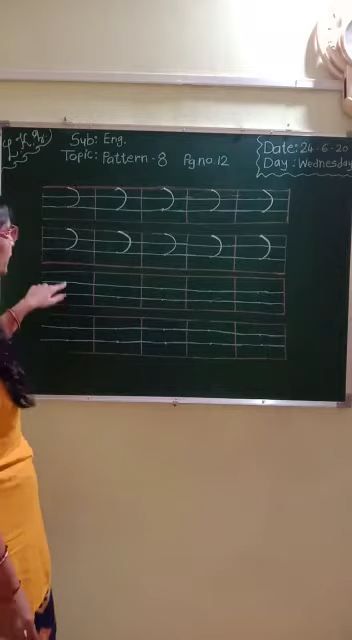 Sub: Eng.
Topic: Pattern - 8 Pg no. 12
Date: 24-6-20
Day: Wednesday